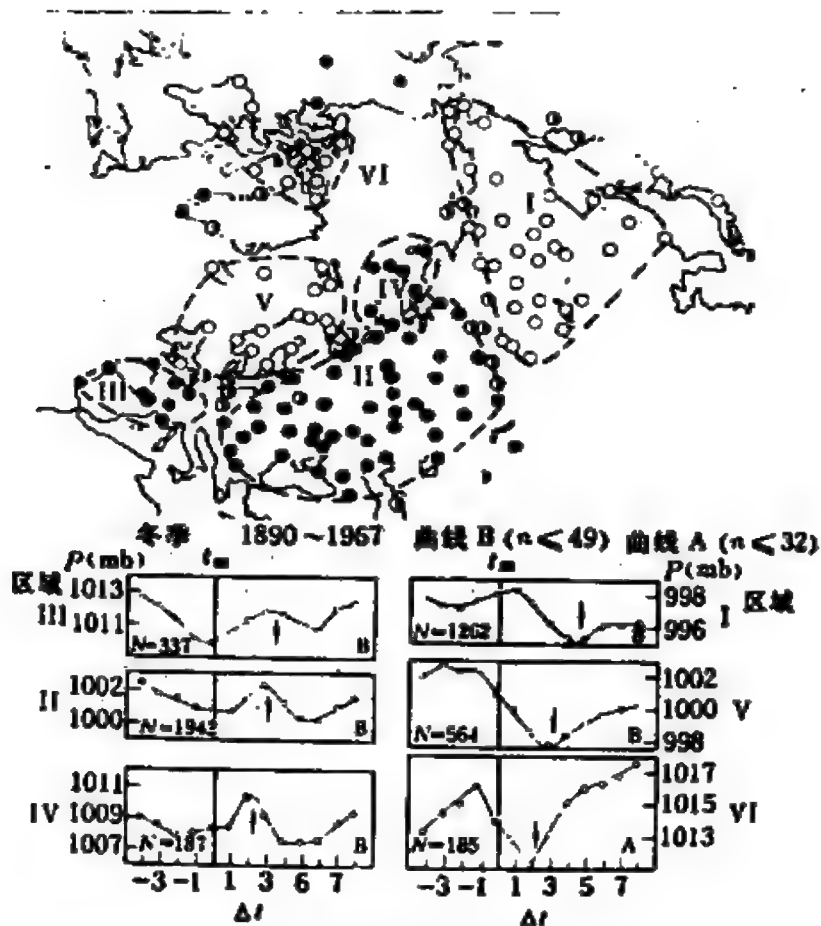 VI
I
V
IV
II
III
冬季 1890～1967 曲线 B (n⩽49) 曲线 A (n⩽32)
P(mb) tm tm P(mb)
区域 III 1013 1011 N=337 B
998 996 I 区域 N=1202
II 1002 1000 N=1942 B
1002 1000 998 V N=564 B
IV 1011 1009 1007 N=187 B
1017 1015 1013 VI N=185 A
−3 −1 1 3 5 7 −3 −1 1 3 5 7
Δt Δt